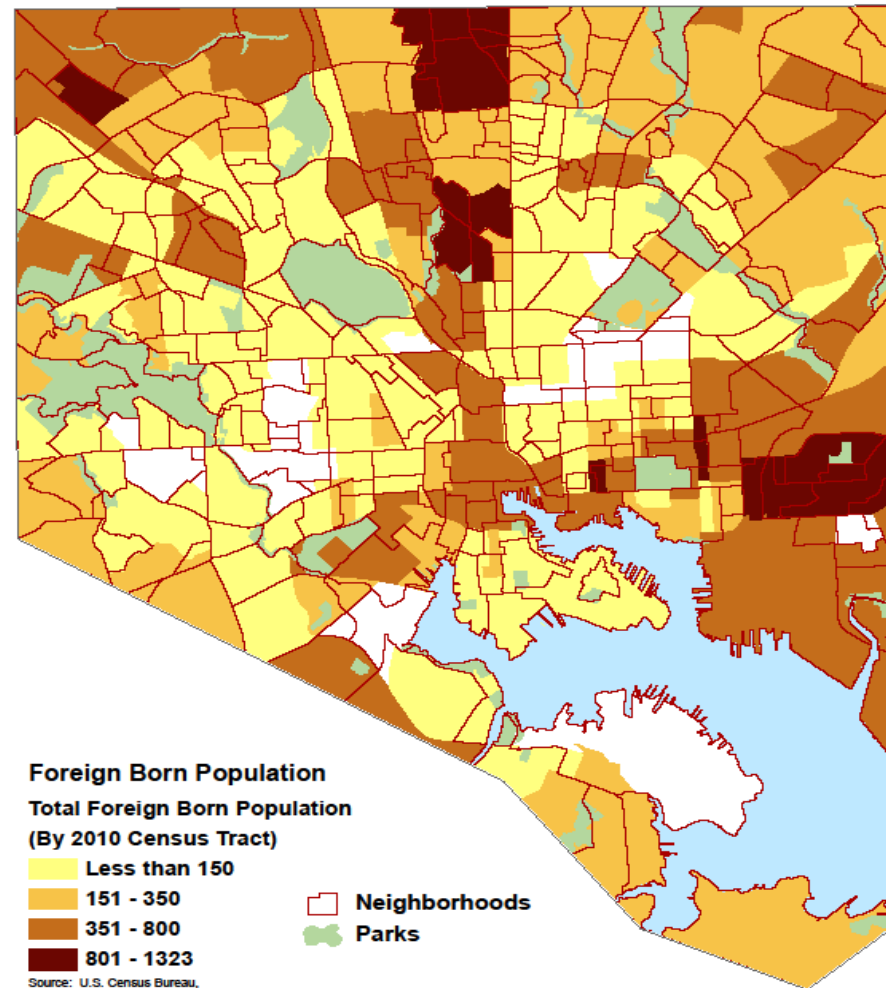 Foreign Born Population
Total Foreign Born Population
(By 2010 Census Tract)
Less than 150
151 - 350
351 - 800
801 - 1323
Neighborhoods
Parks
Source: U.S. Census Bureau,